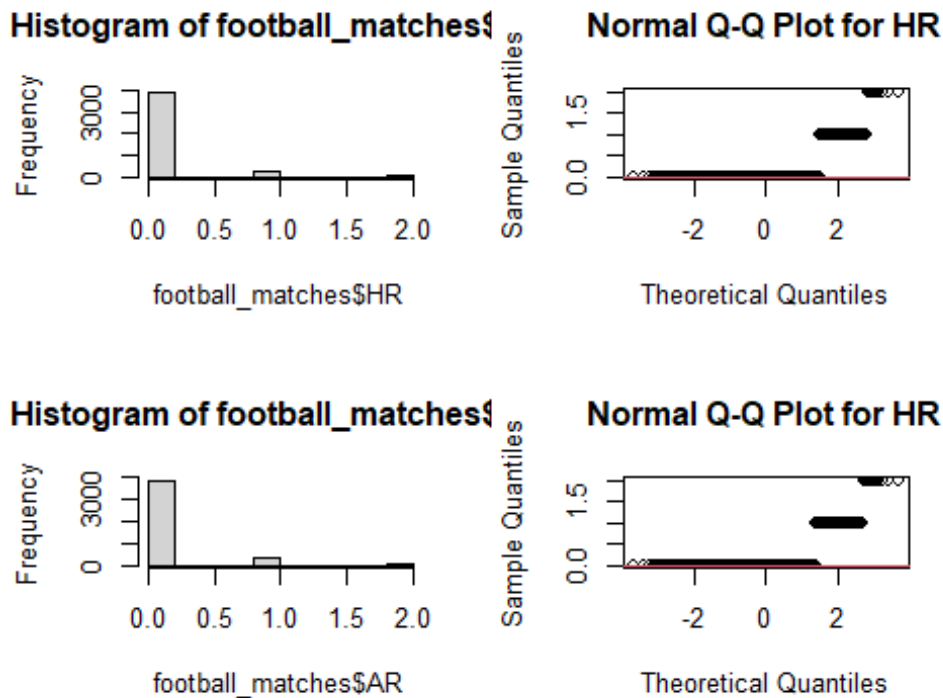 Histogram of football_matches$
Frequency
3000
0
0.0 0.5 1.0 1.5 2.0
football_matches$HR
Normal Q-Q Plot for HR
Sample Quantiles
1.5
0.0
-2 0 2
Theoretical Quantiles
Histogram of football_matches$
Frequency
3000
0
0.0 0.5 1.0 1.5 2.0
football_matches$AR
Normal Q-Q Plot for HR
Sample Quantiles
1.5
0.0
-2 0 2
Theoretical Quantiles